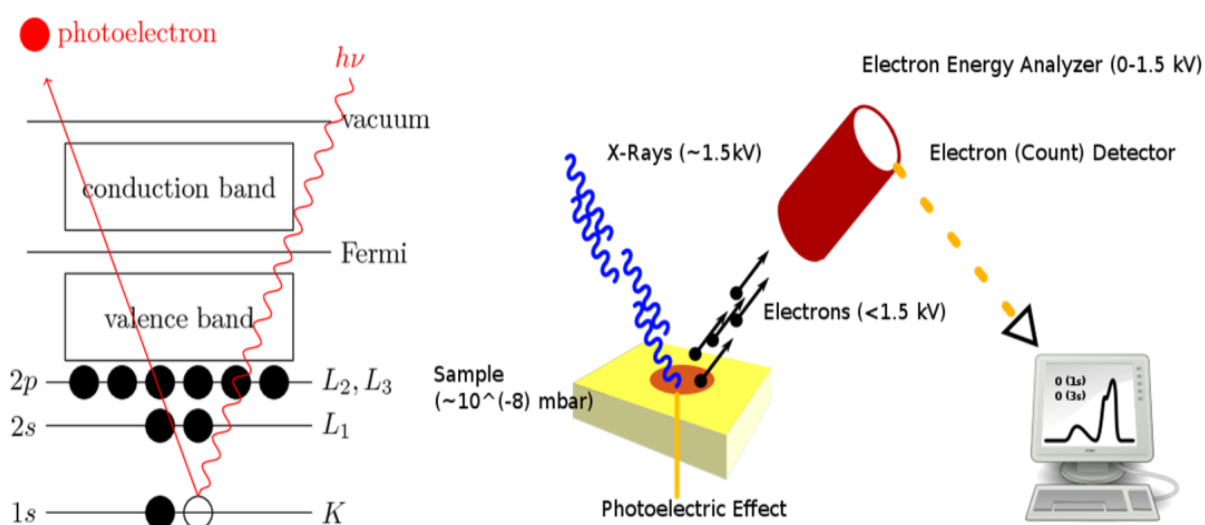 photoelectron
hν
vacuum
conduction band
Fermi
valence band
2p
L₂, L₃
2s
L₁
1s
K
Electron Energy Analyzer (0-1.5 kV)
X-Rays (~1.5kV)
Electron (Count) Detector
Electrons (<1.5 kV)
Sample
(~10^(-8) mbar)
Photoelectric Effect
0 (1s)
0 (3s)